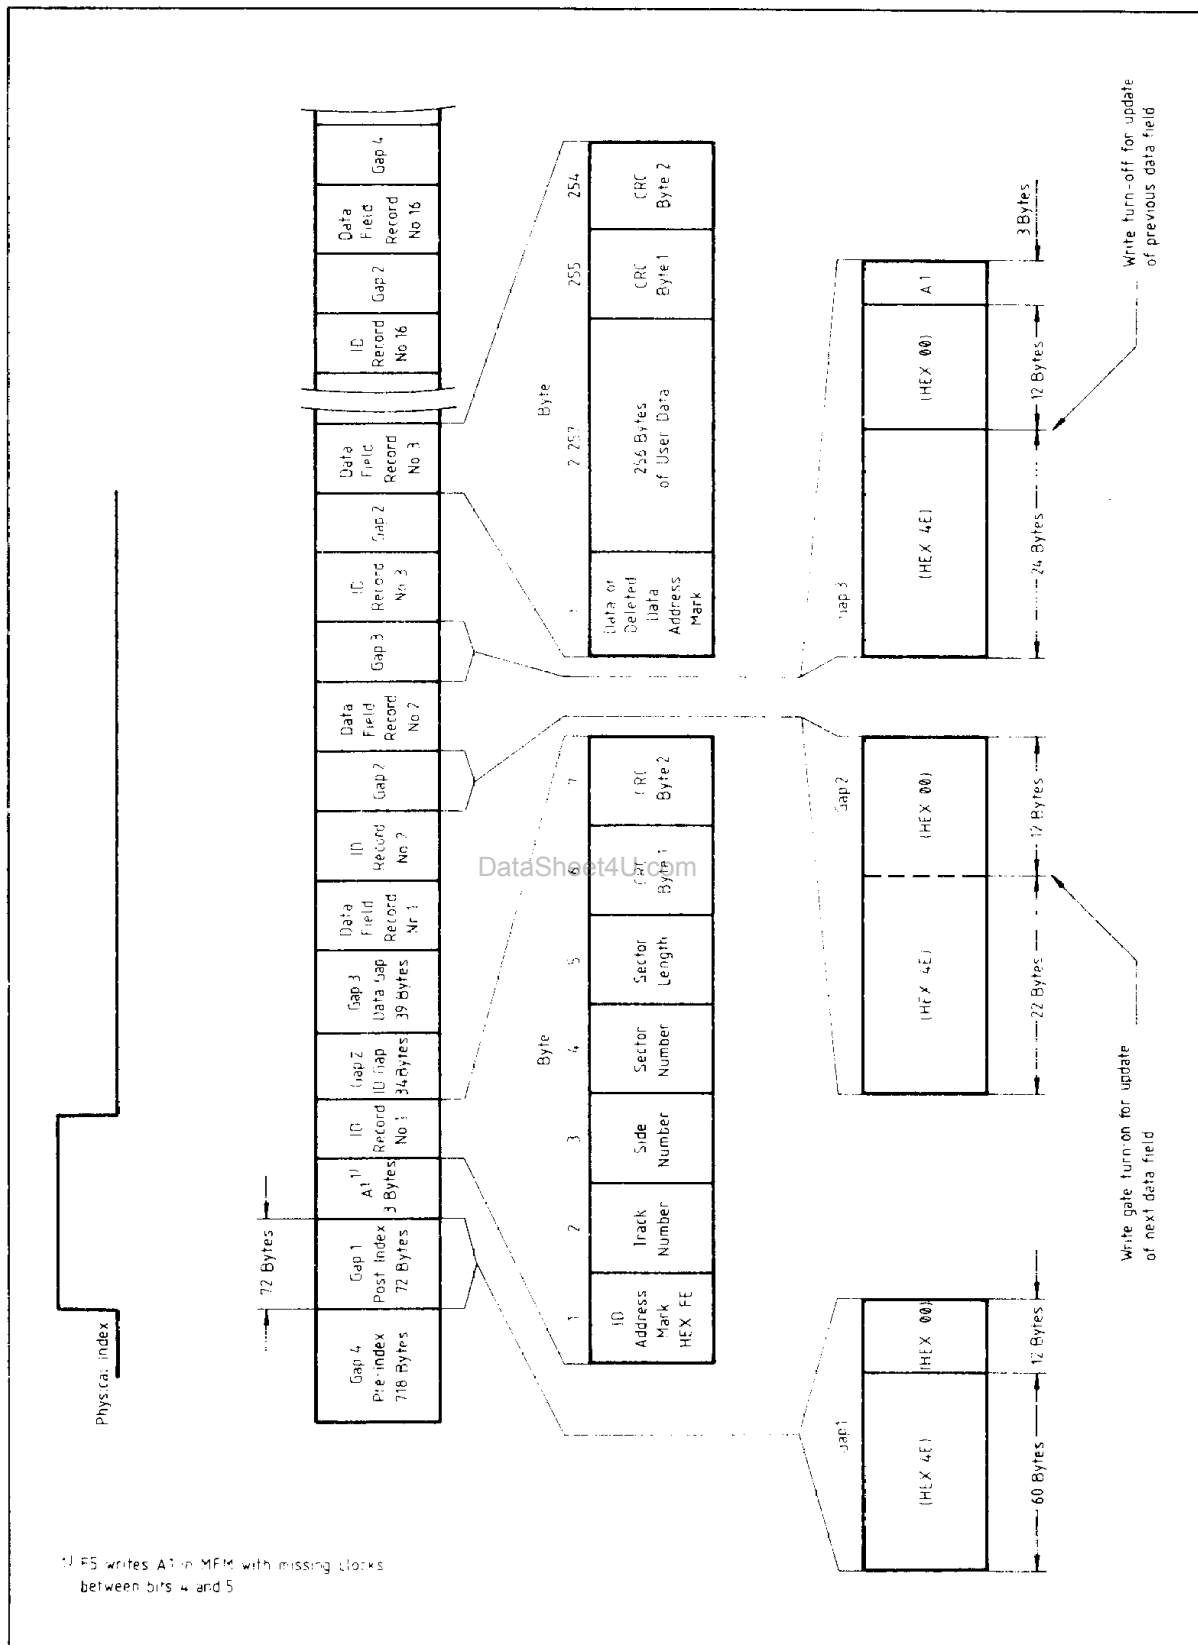 Physical index
72 Bytes
Gap 4
Pre-index
718 Bytes
Gap 1
Post Index
72 Bytes
A1 1)
3 Bytes
ID
Record
No 1
Gap 2
ID Gap
34 Bytes
Gap 3
Data Gap
39 Bytes
Data
Field
Record
Nr 1
ID
Record
No 2
Gap 2
Data
Field
Record
No 2
Gap 3
ID
Record
No 3
Gap 2
Data
Field
Record
No 3
ID
Record
No 16
Gap 2
Data
Field
Record
No 16
Gap 4
Byte
1
2
3
4
5
6
7
ID
Address
Mark
HEX FE
Track
Number
Side
Number
Sector
Number
Sector
Length
CRC
Byte 1
CRC
Byte 2
Byte
1
2 257
255
254
Data or
Deleted
Data
Address
Mark
256 Bytes
of User Data
CRC
Byte 1
CRC
Byte 2
Gap 1
(HEX 4E)
(HEX 00)
60 Bytes
12 Bytes
Gap 2
(HEX 4E)
(HEX 00)
22 Bytes
12 Bytes
Write gate turn-on for update
of next data field
Gap 3
(HEX 4E)
(HEX 00)
A1
24 Bytes
12 Bytes
3 Bytes
Write turn-off for update
of previous data field
1) F5 writes A1 in MFM with missing clocks
between bits 4 and 5
DataSheet4U.com